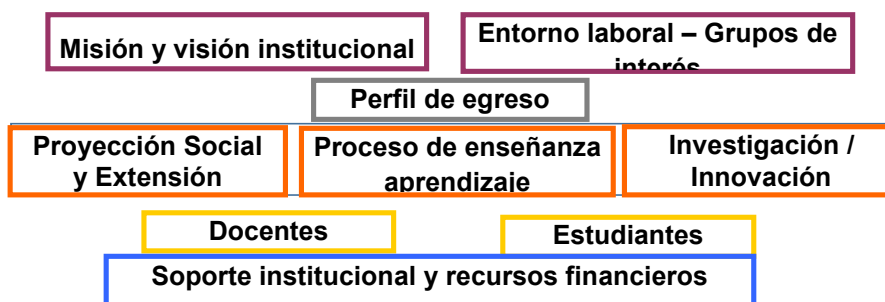 Misión y visión institucional
Entorno laboral – Grupos de
interés
Perfil de egreso
Proyección Social
y Extensión
Proceso de enseñanza
aprendizaje
Investigación /
Innovación
Docentes
Estudiantes
Soporte institucional y recursos financieros